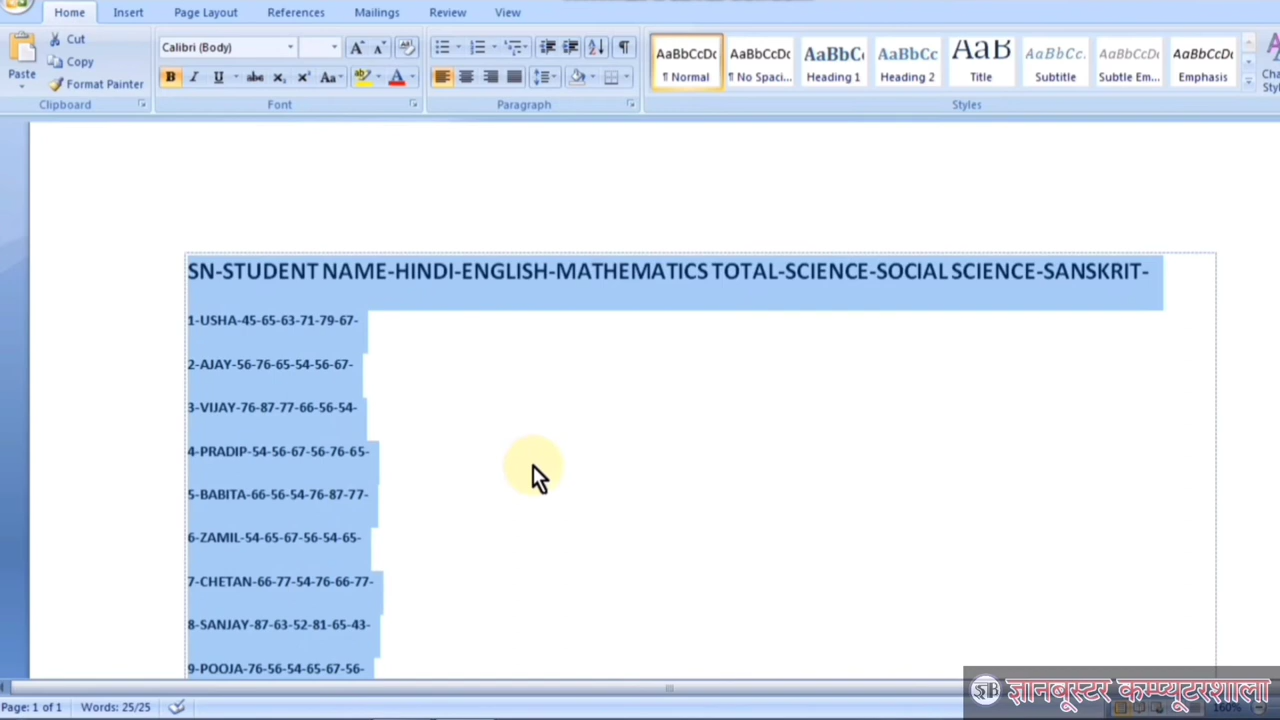 Home Insert Page Layout References Mailings Review View
Cut
Calibri (Body)
Copy
Paste
Format Painter
AaBbCcDc AaBbCcDc AaBbC AaBbCc AaB AaBbCc. AaBbCcDc AaBbCcDc
¶ Normal ¶ No Spaci... Heading 1 Heading 2 Title Subtitle Subtle Em... Emphasis
Clipboard Font Paragraph Styles
SN-STUDENT NAME-HINDI-ENGLISH-MATHEMATICS TOTAL-SCIENCE-SOCIAL SCIENCE-SANSKRIT-
1-USHA-45-65-63-71-79-67-
2-AJAY-56-76-65-54-56-67-
3-VIJAY-76-87-77-66-56-54-
4-PRADIP-54-56-67-56-76-65-
5-BABITA-66-56-54-76-87-77-
6-ZAMIL-54-65-67-56-54-65-
7-CHETAN-66-77-54-76-66-77-
8-SANJAY-87-63-52-81-65-43-
9-POOJA-76-56-54-65-67-56-
ज्ञानबूस्टर कम्प्यूटरशाला
Page: 1 of 1 Words: 25/25 160%